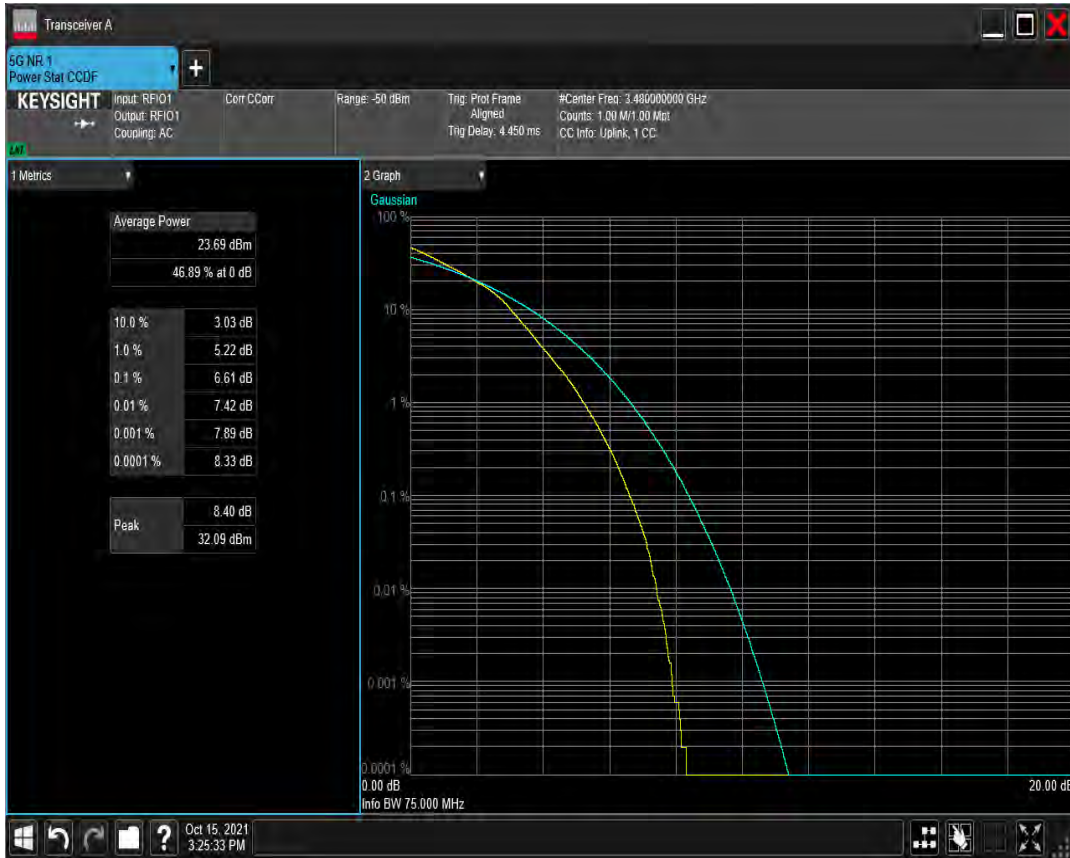 Transceiver A
5G NR 1
Power Stat CCDF
+
KEYSIGHT
Input: RFIO1
Output: RFIO1
Coupling: AC
Corr CCorr
Range: -50 dBm
Trig: Prot Frame
Aligned
Trig Delay: 4.450 ms
#Center Freq: 3.480000000 GHz
Counts: 1.00 M/1.00 Mpt
CC Info: Uplink, 1 CC
1 Metrics
Average Power
23.69 dBm
46.89 % at 0 dB
10.0 % 3.03 dB
1.0 % 5.22 dB
0.1 % 6.61 dB
0.01 % 7.42 dB
0.001 % 7.89 dB
0.0001 % 8.33 dB
Peak
8.40 dB
32.09 dBm
2 Graph
Gaussian
100 %
10 %
1 %
0.1 %
0.01 %
0.001 %
0.0001 %
0.00 dB
20.00 dB
Info BW 75.000 MHz
?
Oct 15, 2021
3:25:33 PM